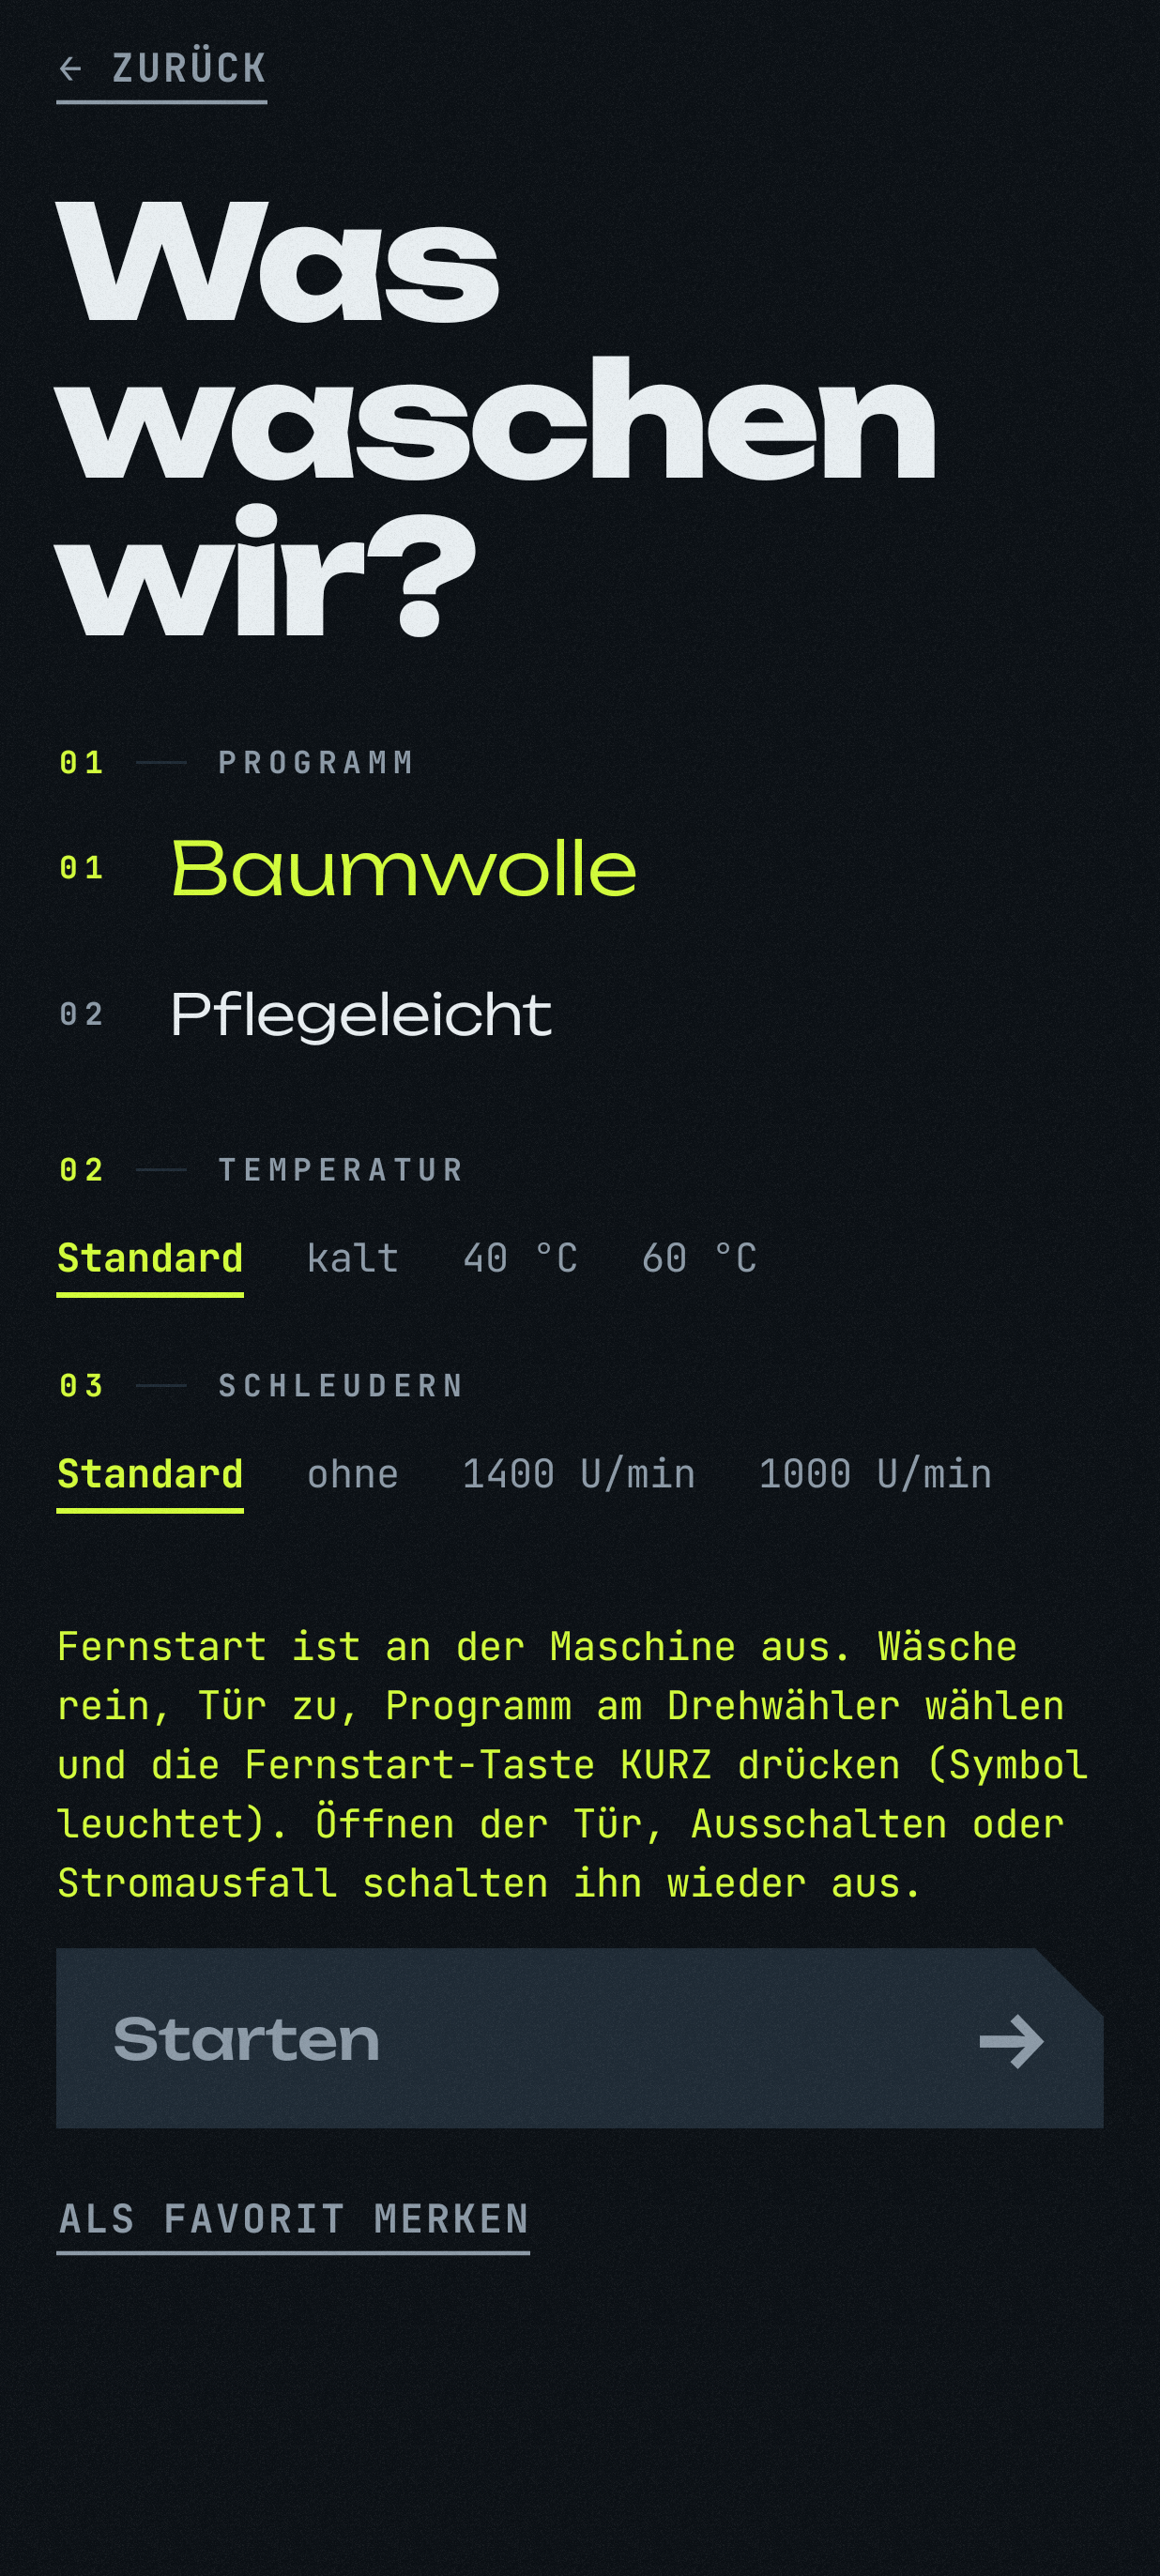 ← ZURÜCK
Was
waschen
wir?
01 — PROGRAMM
01 Baumwolle
02 Pflegeleicht
02 — TEMPERATUR
Standard kalt 40 °C 60 °C
03 — SCHLEUDERN
Standard ohne 1400 U/min 1000 U/min
Fernstart ist an der Maschine aus. Wäsche
rein, Tür zu, Programm am Drehwähler wählen
und die Fernstart-Taste KURZ drücken (Symbol
leuchtet). Öffnen der Tür, Ausschalten oder
Stromausfall schalten ihn wieder aus.
Starten →
ALS FAVORIT MERKEN